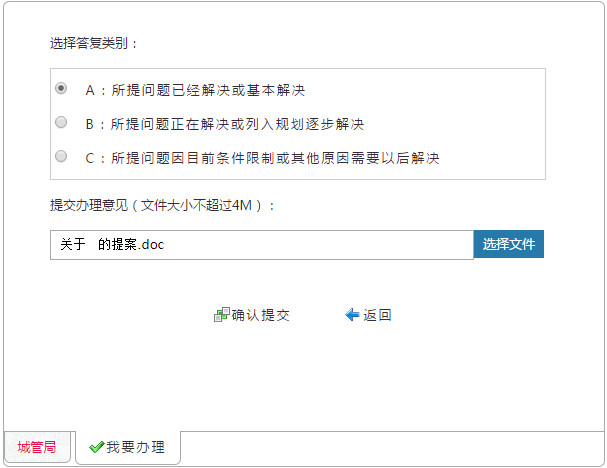 选择答复类别：
A：所提问题已经解决或基本解决
B：所提问题正在解决或列入规划逐步解决
C：所提问题因目前条件限制或其他原因需要以后解决
提交办理意见（文件大小不超过4M）：
关于 的提案.doc 选择文件
确认提交 返回
城管局 我要办理